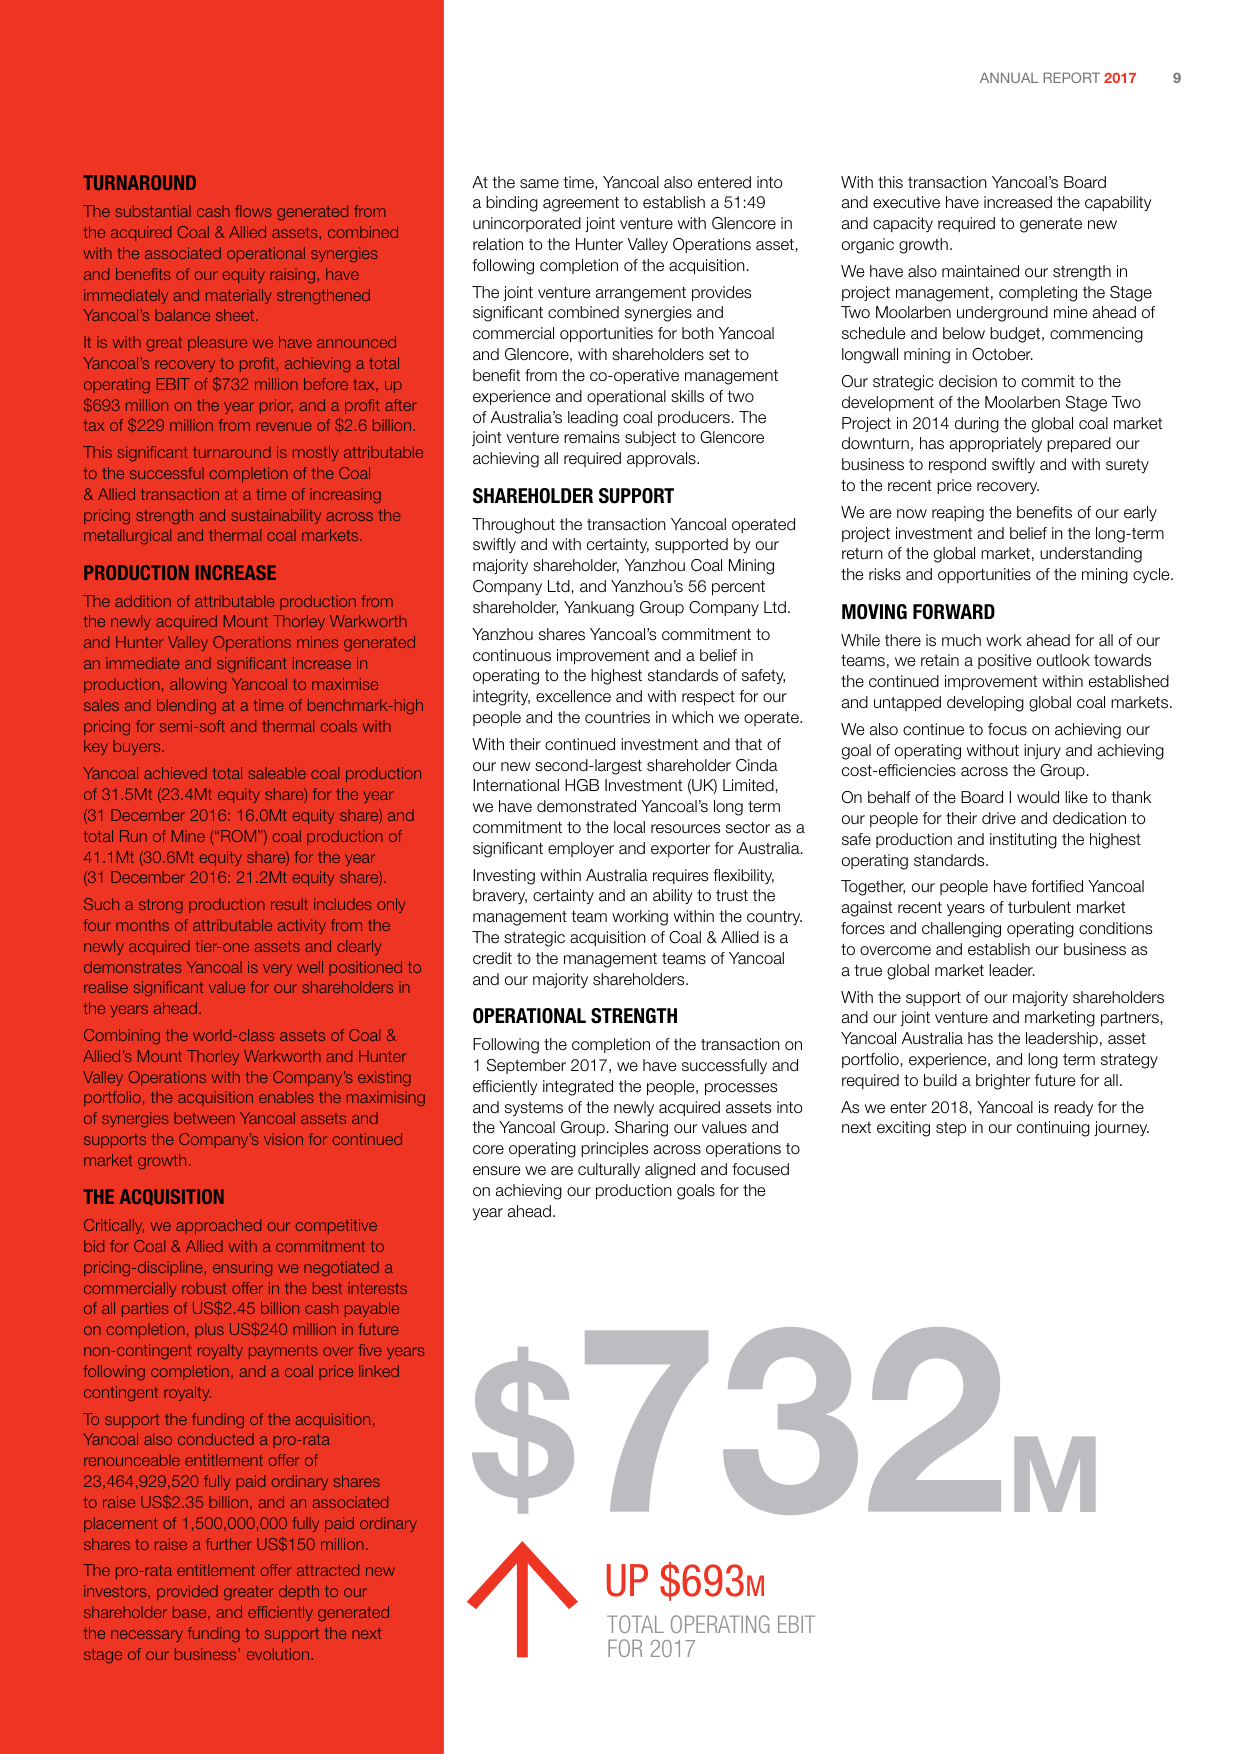 ANNUAL REPORT 2017 9
TURNAROUND
The substantial cash flows generated from
the acquired Coal & Allied assets, combined
with the associated operational synergies
and benefits of our equity raising, have
immediately and materially strengthened
Yancoal’s balance sheet.
It is with great pleasure we have announced
Yancoal’s recovery to profit, achieving a total
operating EBIT of $732 million before tax, up
$693 million on the year prior, and a profit after
tax of $229 million from revenue of $2.6 billion.
This significant turnaround is mostly attributable
to the successful completion of the Coal
& Allied transaction at a time of increasing
pricing strength and sustainability across the
metallurgical and thermal coal markets.
PRODUCTION INCREASE
The addition of attributable production from
the newly acquired Mount Thorley Warkworth
and Hunter Valley Operations mines generated
an immediate and significant increase in
production, allowing Yancoal to maximise
sales and blending at a time of benchmark-high
pricing for semi-soft and thermal coals with
key buyers.
Yancoal achieved total saleable coal production
of 31.5Mt (23.4Mt equity share) for the year
(31 December 2016: 16.0Mt equity share) and
total Run of Mine (“ROM”) coal production of
41.1Mt (30.6Mt equity share) for the year
(31 December 2016: 21.2Mt equity share).
Such a strong production result includes only
four months of attributable activity from the
newly acquired tier-one assets and clearly
demonstrates Yancoal is very well positioned to
realise significant value for our shareholders in
the years ahead.
Combining the world-class assets of Coal &
Allied’s Mount Thorley Warkworth and Hunter
Valley Operations with the Company’s existing
portfolio, the acquisition enables the maximising
of synergies between Yancoal assets and
supports the Company’s vision for continued
market growth.
THE ACQUISITION
Critically, we approached our competitive
bid for Coal & Allied with a commitment to
pricing-discipline, ensuring we negotiated a
commercially robust offer in the best interests
of all parties of US$2.45 billion cash payable
on completion, plus US$240 million in future
non-contingent royalty payments over five years
following completion, and a coal price linked
contingent royalty.
To support the funding of the acquisition,
Yancoal also conducted a pro-rata
renounceable entitlement offer of
23,464,929,520 fully paid ordinary shares
to raise US$2.35 billion, and an associated
placement of 1,500,000,000 fully paid ordinary
shares to raise a further US$150 million.
The pro-rata entitlement offer attracted new
investors, provided greater depth to our
shareholder base, and efficiently generated
the necessary funding to support the next
stage of our business’ evolution.
At the same time, Yancoal also entered into
a binding agreement to establish a 51:49
unincorporated joint venture with Glencore in
relation to the Hunter Valley Operations asset,
following completion of the acquisition.
The joint venture arrangement provides
significant combined synergies and
commercial opportunities for both Yancoal
and Glencore, with shareholders set to
benefit from the co-operative management
experience and operational skills of two
of Australia’s leading coal producers. The
joint venture remains subject to Glencore
achieving all required approvals.
SHAREHOLDER SUPPORT
Throughout the transaction Yancoal operated
swiftly and with certainty, supported by our
majority shareholder, Yanzhou Coal Mining
Company Ltd, and Yanzhou’s 56 percent
shareholder, Yankuang Group Company Ltd.
Yanzhou shares Yancoal’s commitment to
continuous improvement and a belief in
operating to the highest standards of safety,
integrity, excellence and with respect for our
people and the countries in which we operate.
With their continued investment and that of
our new second-largest shareholder Cinda
International HGB Investment (UK) Limited,
we have demonstrated Yancoal’s long term
commitment to the local resources sector as a
significant employer and exporter for Australia.
Investing within Australia requires flexibility,
bravery, certainty and an ability to trust the
management team working within the country.
The strategic acquisition of Coal & Allied is a
credit to the management teams of Yancoal
and our majority shareholders.
OPERATIONAL STRENGTH
Following the completion of the transaction on
1 September 2017, we have successfully and
efficiently integrated the people, processes
and systems of the newly acquired assets into
the Yancoal Group. Sharing our values and
core operating principles across operations to
ensure we are culturally aligned and focused
on achieving our production goals for the
year ahead.
With this transaction Yancoal’s Board
and executive have increased the capability
and capacity required to generate new
organic growth.
We have also maintained our strength in
project management, completing the Stage
Two Moolarben underground mine ahead of
schedule and below budget, commencing
longwall mining in October.
Our strategic decision to commit to the
development of the Moolarben Stage Two
Project in 2014 during the global coal market
downturn, has appropriately prepared our
business to respond swiftly and with surety
to the recent price recovery.
We are now reaping the benefits of our early
project investment and belief in the long-term
return of the global market, understanding
the risks and opportunities of the mining cycle.
MOVING FORWARD
While there is much work ahead for all of our
teams, we retain a positive outlook towards
the continued improvement within established
and untapped developing global coal markets.
We also continue to focus on achieving our
goal of operating without injury and achieving
cost-efficiencies across the Group.
On behalf of the Board I would like to thank
our people for their drive and dedication to
safe production and instituting the highest
operating standards.
Together, our people have fortified Yancoal
against recent years of turbulent market
forces and challenging operating conditions
to overcome and establish our business as
a true global market leader.
With the support of our majority shareholders
and our joint venture and marketing partners,
Yancoal Australia has the leadership, asset
portfolio, experience, and long term strategy
required to build a brighter future for all.
As we enter 2018, Yancoal is ready for the
next exciting step in our continuing journey.
$732M
UP $693M
TOTAL OPERATING EBIT
FOR 2017